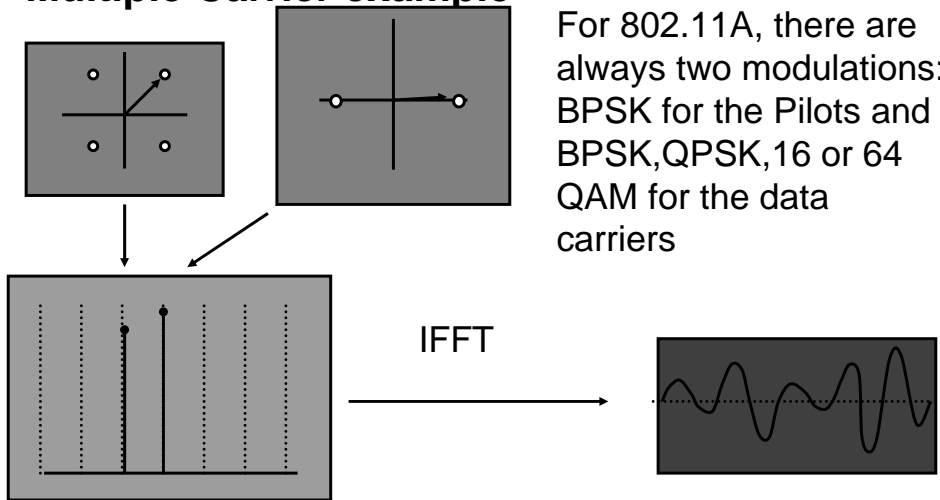 For 802.11A, there are
always two modulations:
BPSK for the Pilots and
BPSK,QPSK,16 or 64
QAM for the data
carriers
IFFT